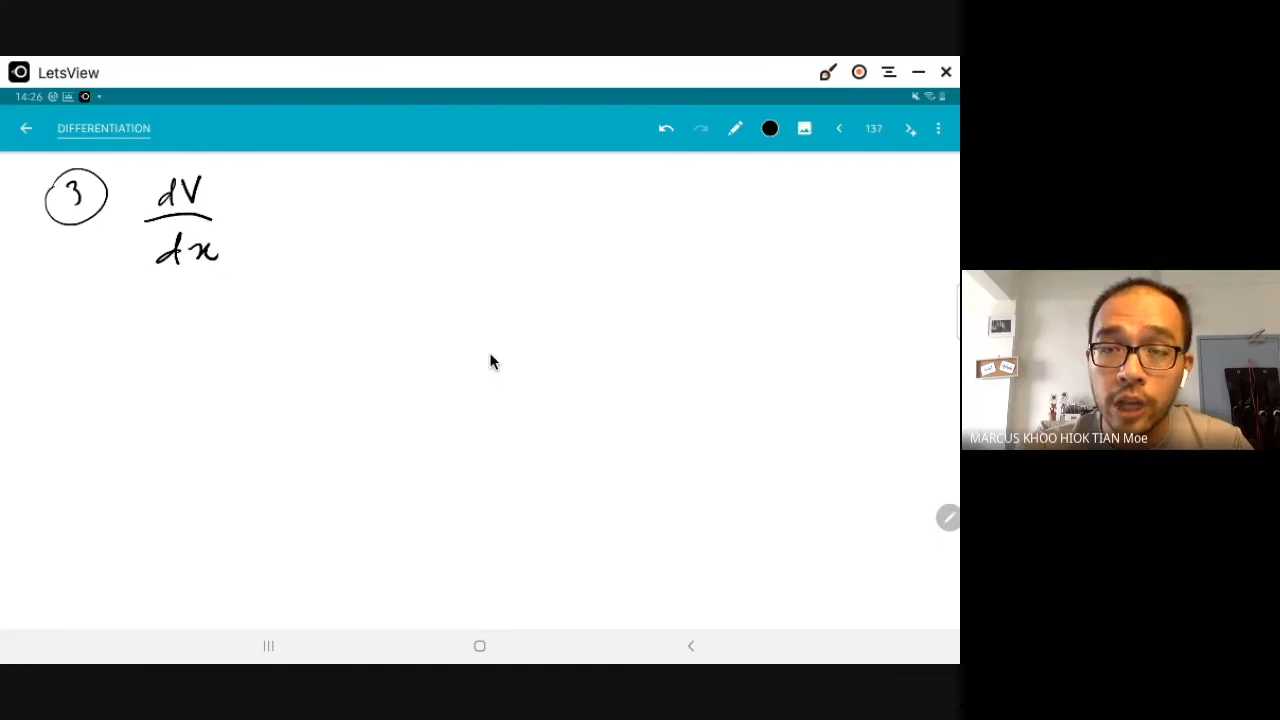 LetsView
14:26
DIFFERENTIATION
137
3 dV
dx
MARCUS KHOO HIOK TIAN Moe